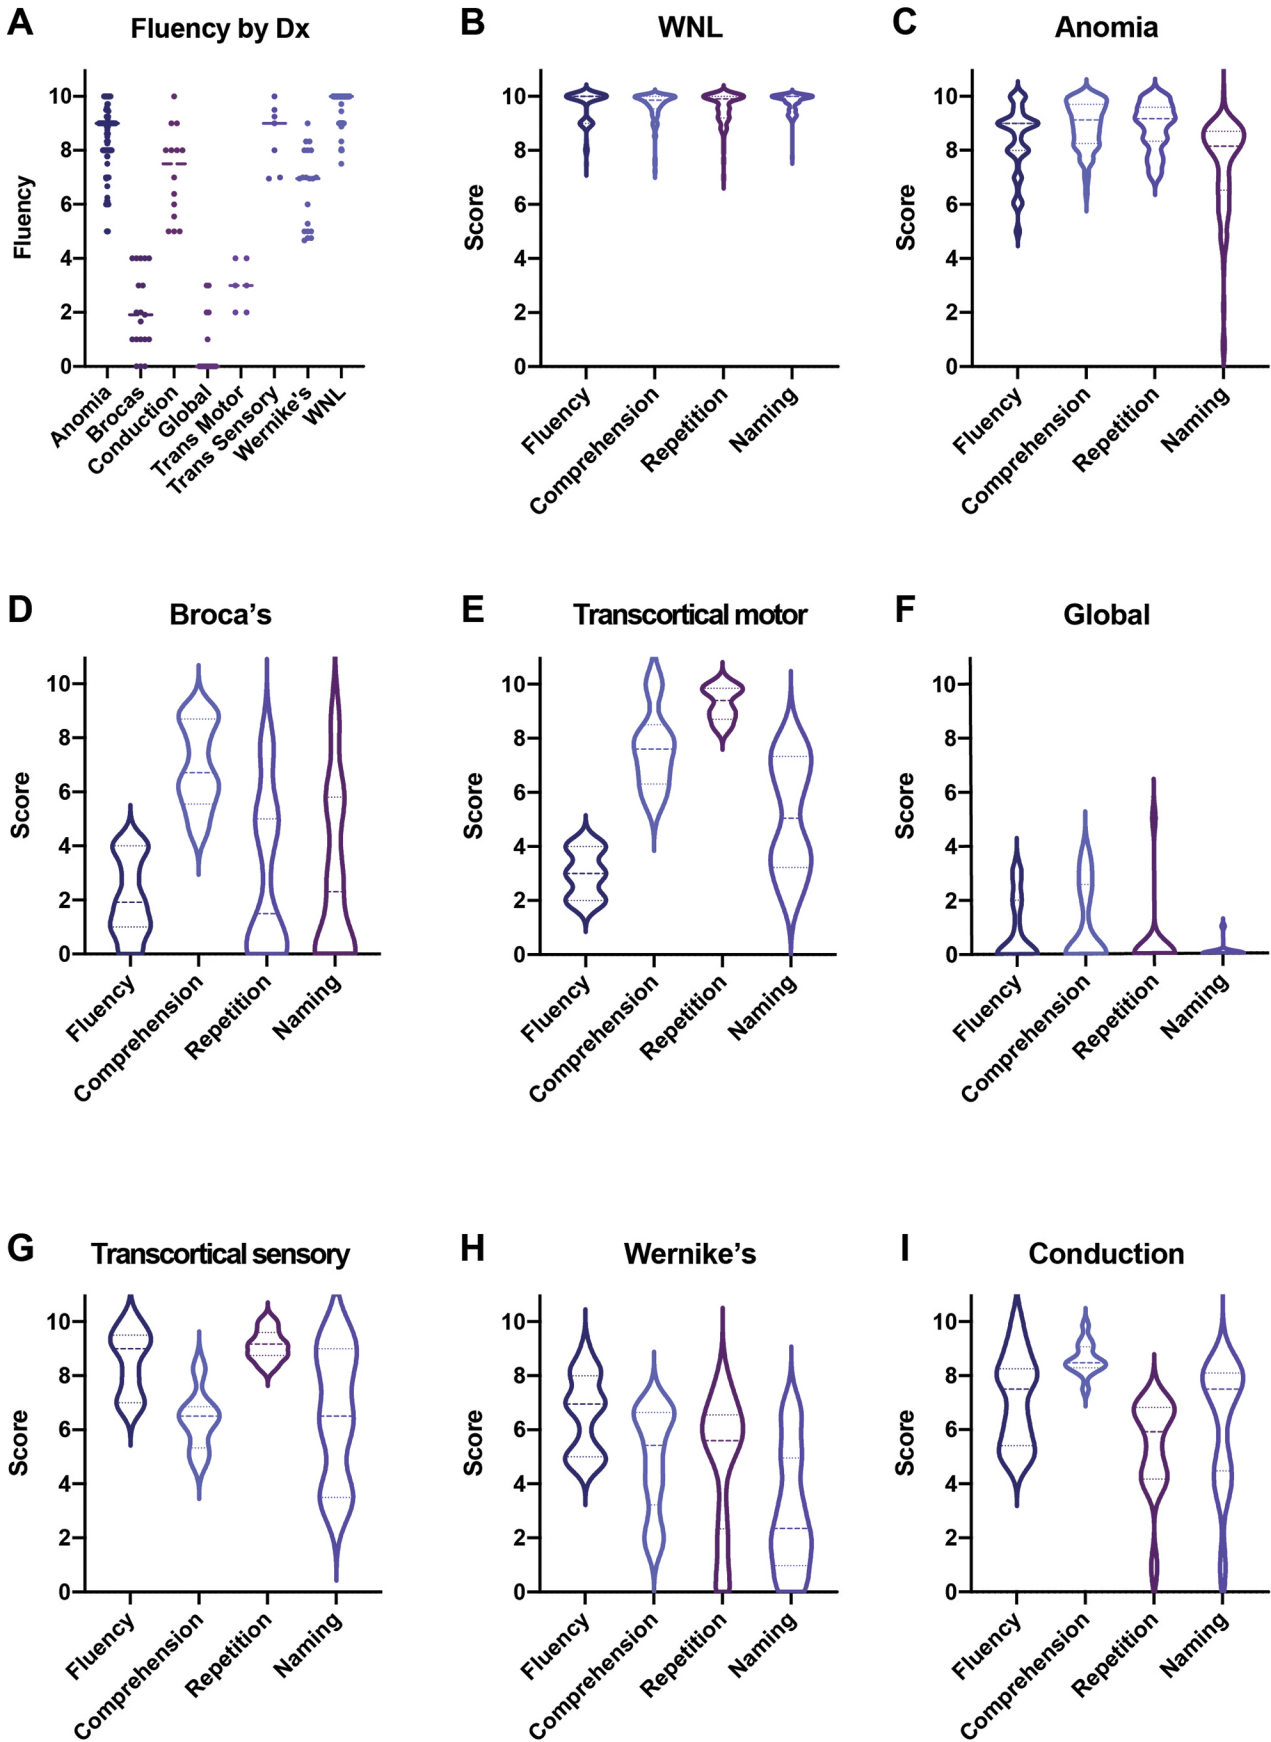 A Fluency by Dx
Fluency
10
8
6
4
2
0
Anomia
Brocas
Conduction
Global
Trans Motor
Trans Sensory
Wernike's
WNL
B WNL
Score
10
8
6
4
2
0
Fluency
Comprehension
Repetition
Naming
C Anomia
Score
10
8
6
4
2
0
Fluency
Comprehension
Repetition
Naming
D Broca's
Score
10
8
6
4
2
0
Fluency
Comprehension
Repetition
Naming
E Transcortical motor
Score
10
8
6
4
2
0
Fluency
Comprehension
Repetition
Naming
F Global
Score
10
8
6
4
2
0
Fluency
Comprehension
Repetition
Naming
G Transcortical sensory
Score
10
8
6
4
2
0
Fluency
Comprehension
Repetition
Naming
H Wernike's
Score
10
8
6
4
2
0
Fluency
Comprehension
Repetition
Naming
I Conduction
Score
10
8
6
4
2
0
Fluency
Comprehension
Repetition
Naming